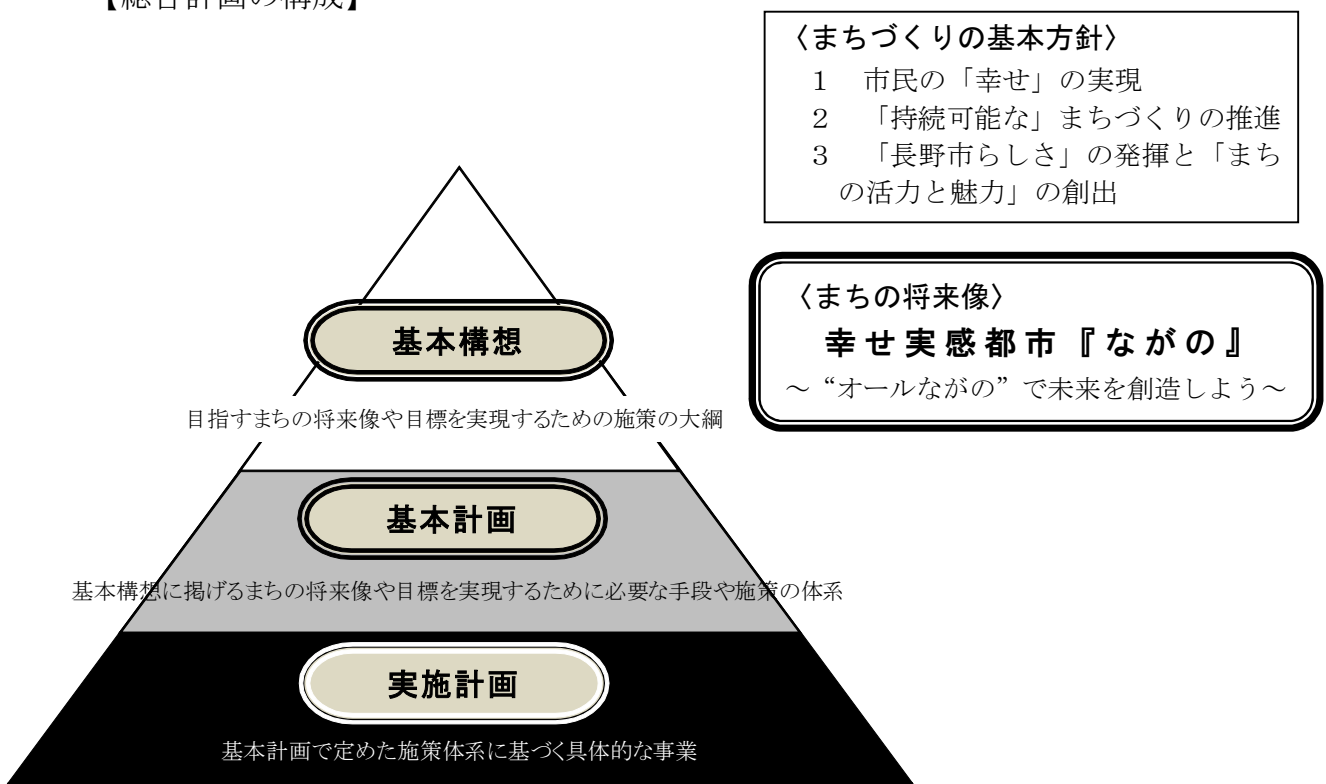 【総合計画の構成】
〈まちづくりの基本方針〉
１　市民の「幸せ」の実現
２　「持続可能な」まちづくりの推進
３　「長野市らしさ」の発揮と「まち
の活力と魅力」の創出
〈まちの将来像〉
幸せ実感都市『ながの』
～“オールながの”で未来を創造しよう～
基本構想
目指すまちの将来像や目標を実現するための施策の大綱
基本計画
基本構想に掲げるまちの将来像や目標を実現するために必要な手段や施策の体系
実施計画
基本計画で定めた施策体系に基づく具体的な事業